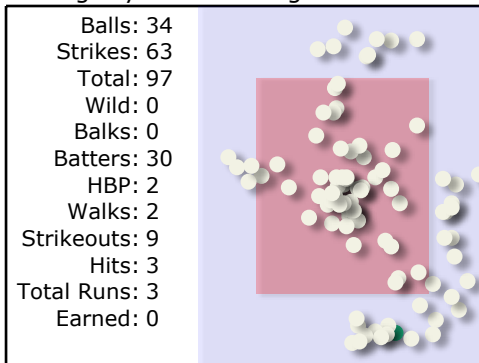 Balls: 34
Strikes: 63
Total: 97
Wild: 0
Balks: 0
Batters: 30
HBP: 2
Walks: 2
Strikeouts: 9
Hits: 3
Total Runs: 3
Earned: 0